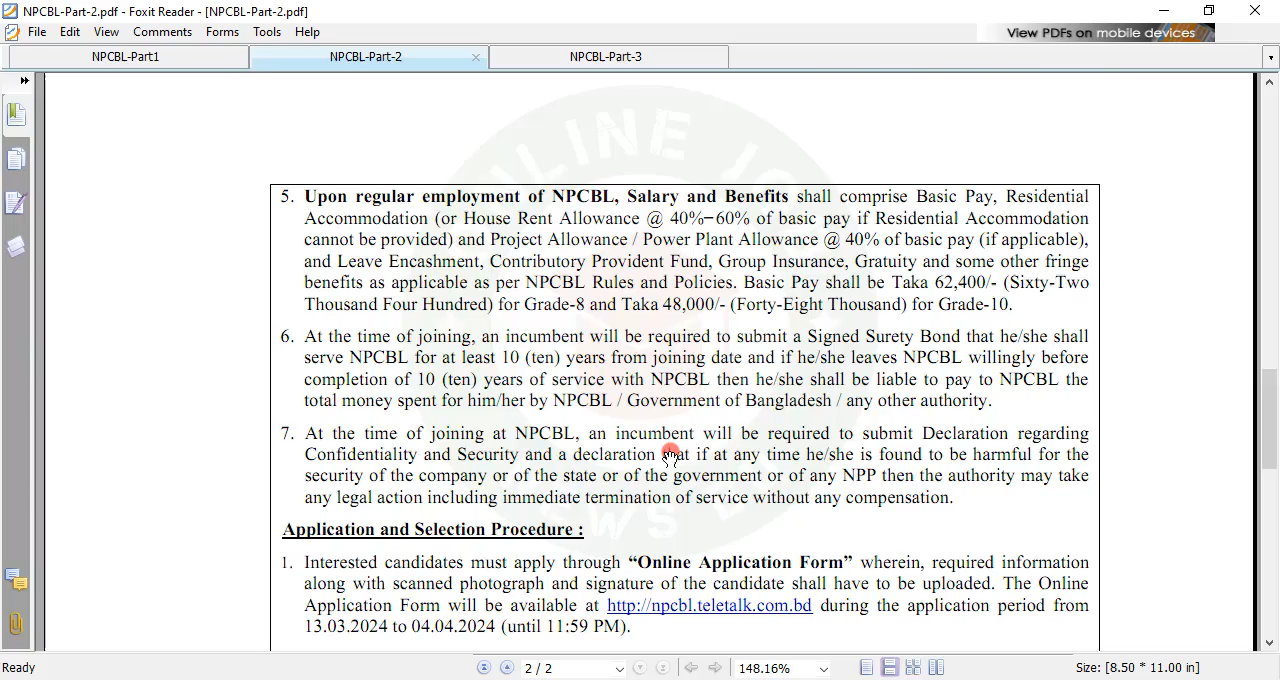 NPCBL-Part-2.pdf - Foxit Reader - [NPCBL-Part-2.pdf]
File Edit View Comments Forms Tools Help
View PDFs on mobile devices
NPCBL-Part1 NPCBL-Part-2 NPCBL-Part-3
5. Upon regular employment of NPCBL, Salary and Benefits shall comprise Basic Pay, Residential
Accommodation (or House Rent Allowance @ 40%–60% of basic pay if Residential Accommodation
cannot be provided) and Project Allowance / Power Plant Allowance @ 40% of basic pay (if applicable),
and Leave Encashment, Contributory Provident Fund, Group Insurance, Gratuity and some other fringe
benefits as applicable as per NPCBL Rules and Policies. Basic Pay shall be Taka 62,400/- (Sixty-Two
Thousand Four Hundred) for Grade-8 and Taka 48,000/- (Forty-Eight Thousand) for Grade-10.
6. At the time of joining, an incumbent will be required to submit a Signed Surety Bond that he/she shall
serve NPCBL for at least 10 (ten) years from joining date and if he/she leaves NPCBL willingly before
completion of 10 (ten) years of service with NPCBL then he/she shall be liable to pay to NPCBL the
total money spent for him/her by NPCBL / Government of Bangladesh / any other authority.
7. At the time of joining at NPCBL, an incumbent will be required to submit Declaration regarding
Confidentiality and Security and a declaration that if at any time he/she is found to be harmful for the
security of the company or of the state or of the government or of any NPP then the authority may take
any legal action including immediate termination of service without any compensation.
Application and Selection Procedure :
1. Interested candidates must apply through “Online Application Form” wherein, required information
along with scanned photograph and signature of the candidate shall have to be uploaded. The Online
Application Form will be available at http://npcbl.teletalk.com.bd during the application period from
13.03.2024 to 04.04.2024 (until 11:59 PM).
Ready 2 / 2 148.16% Size: [8.50 * 11.00 in]